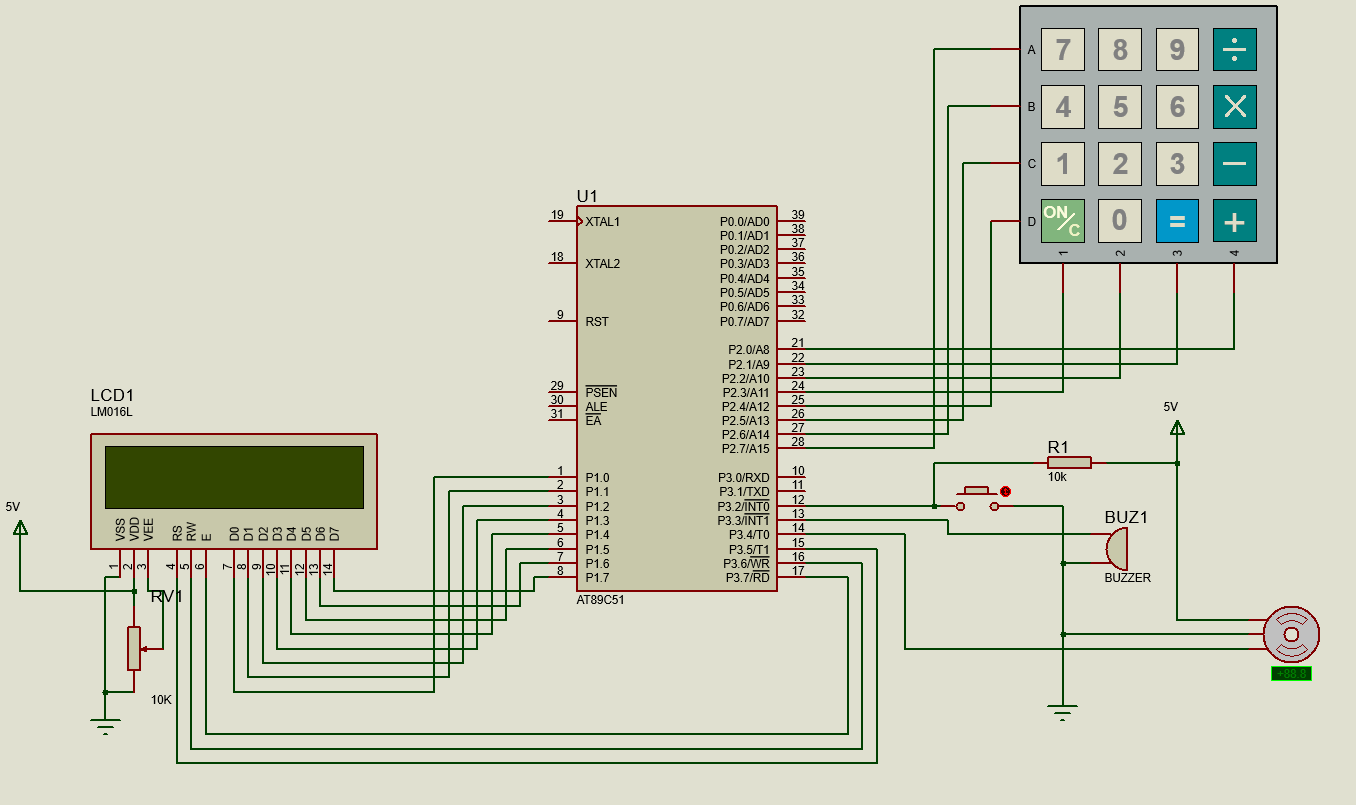 A 7 8 9 ÷
B 4 5 6 ×
C 1 2 3 −
D ON/C 0 = +
1 2 3 4
U1
19 XTAL1
18 XTAL2
9 RST
29 PSEN
30 ALE
31 EA
1 P1.0
2 P1.1
3 P1.2
4 P1.3
5 P1.4
6 P1.5
7 P1.6
8 P1.7
P0.0/AD0 39
P0.1/AD1 38
P0.2/AD2 37
P0.3/AD3 36
P0.4/AD4 35
P0.5/AD5 34
P0.6/AD6 33
P0.7/AD7 32
P2.0/A8 21
P2.1/A9 22
P2.2/A10 23
P2.3/A11 24
P2.4/A12 25
P2.5/A13 26
P2.6/A14 27
P2.7/A15 28
P3.0/RXD 10
P3.1/TXD 11
P3.2/INT0 12
P3.3/INT1 13
P3.4/T0 14
P3.5/T1 15
P3.6/WR 16
P3.7/RD 17
AT89C51
LCD1
LM016L
VSS VDD VEE RS RW E D0 D1 D2 D3 D4 D5 D6 D7
1 2 3 4 5 6 7 8 9 10 11 12 13 14
5V
RV1
10K
5V
R1
10k
BUZ1
BUZZER